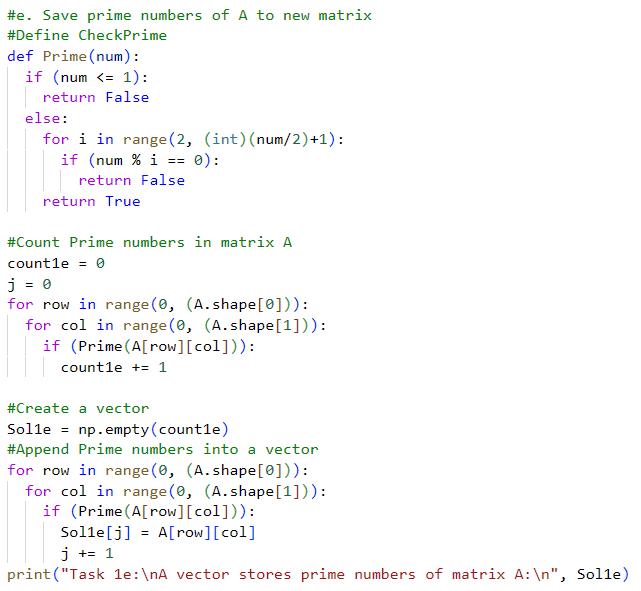 #e. Save prime numbers of A to new matrix
#Define CheckPrime
def Prime(num):
  if (num <= 1):
    return False
  else:
    for i in range(2, (int)(num/2)+1):
      if (num % i == 0):
        return False
    return True

#Count Prime numbers in matrix A
count1e = 0
j = 0
for row in range(0, (A.shape[0])):
  for col in range(0, (A.shape[1])):
    if (Prime(A[row][col])):
      count1e += 1

#Create a vector
Sol1e = np.empty(count1e)
#Append Prime numbers into a vector
for row in range(0, (A.shape[0])):
  for col in range(0, (A.shape[1])):
    if (Prime(A[row][col])):
      Sol1e[j] = A[row][col]
      j += 1
print("Task 1e:\nA vector stores prime numbers of matrix A:\n", Sol1e)